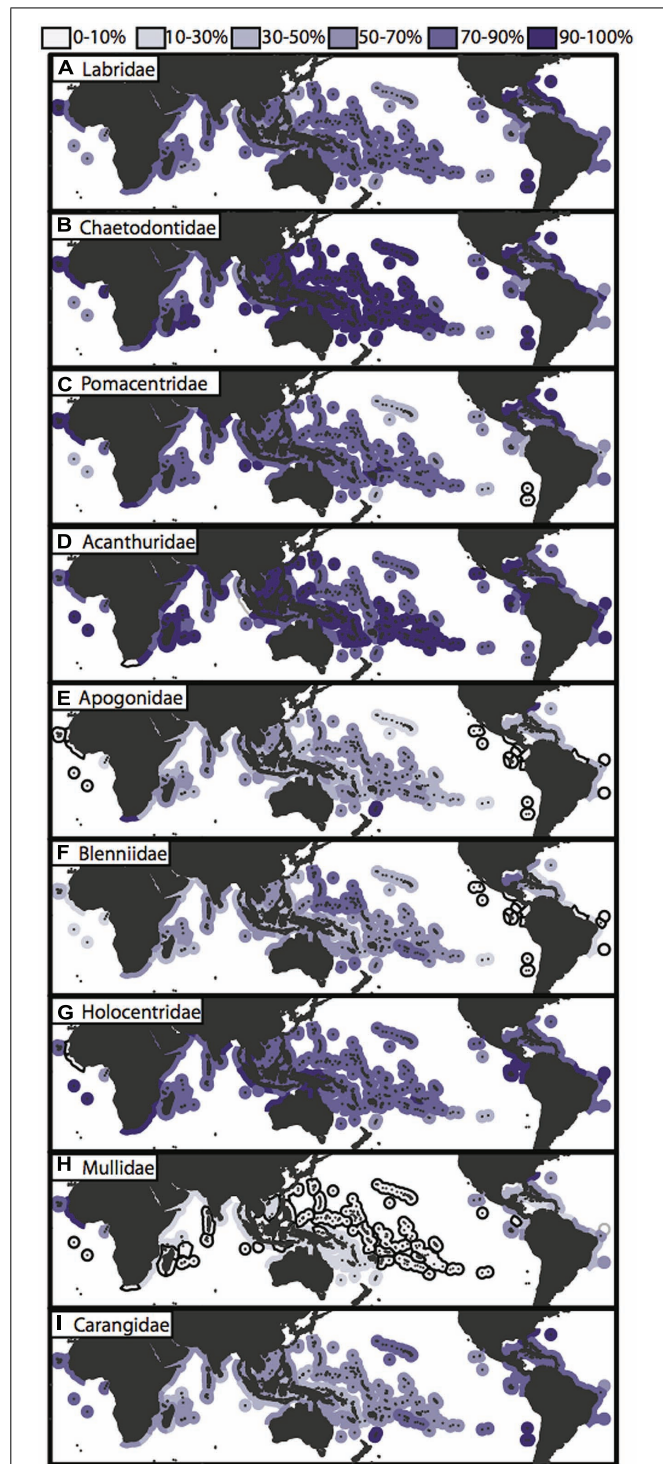 0-10% 10-30% 30-50% 50-70% 70-90% 90-100%
A Labridae
B Chaetodontidae
C Pomacentridae
D Acanthuridae
E Apogonidae
F Blenniidae
G Holocentridae
H Mullidae
I Carangidae